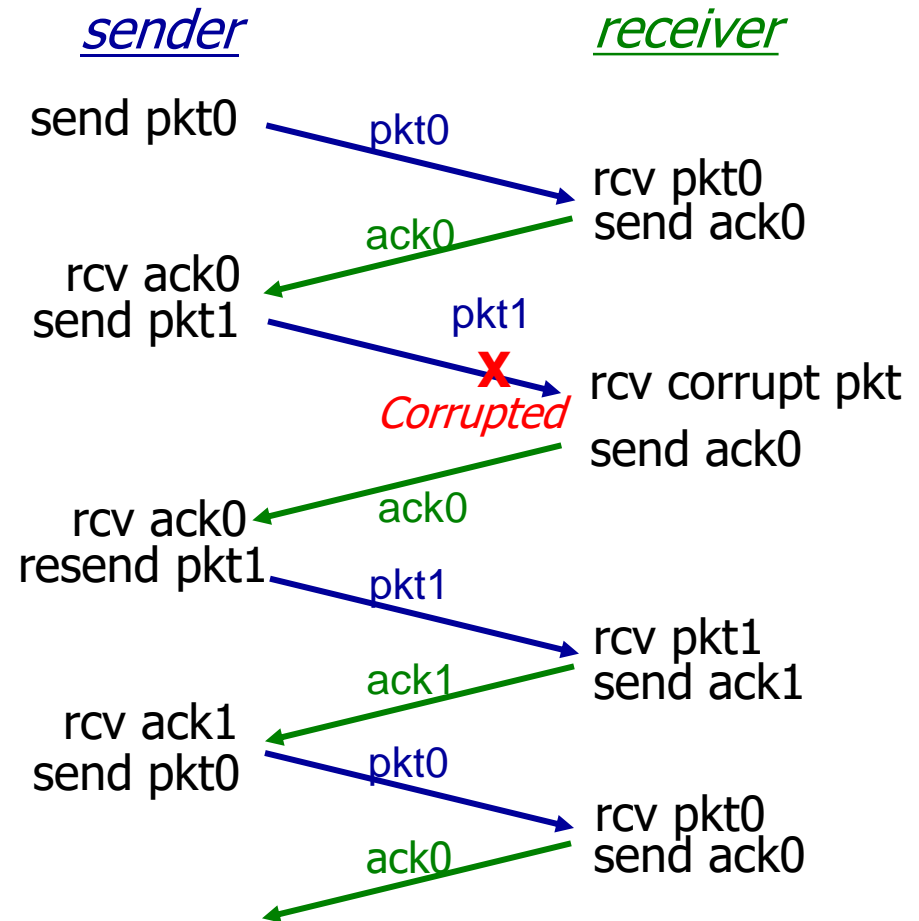 sender
receiver
send pkt0
pkt0
rcv pkt0
send ack0
ack0
rcv ack0
send pkt1
pkt1
X
Corrupted
rcv corrupt pkt
send ack0
ack0
rcv ack0
resend pkt1
pkt1
rcv pkt1
send ack1
ack1
rcv ack1
send pkt0
pkt0
rcv pkt0
send ack0
ack0